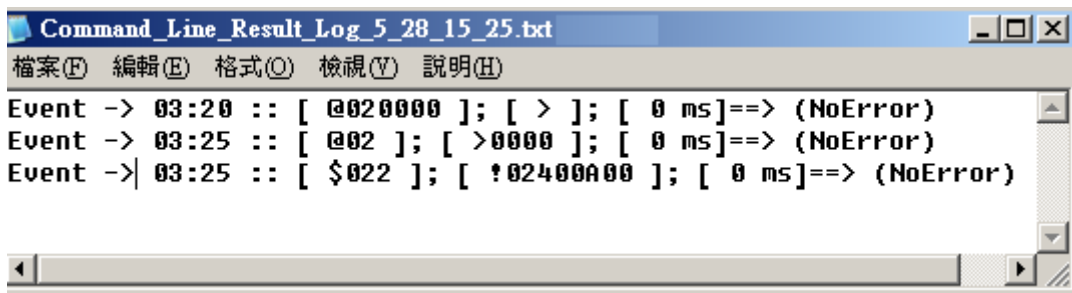 Command_Line_Result_Log_5_28_15_25.txt
檔案(F) 編輯(E) 格式(O) 檢視(V) 說明(H)
Event -> 03:20 :: [ @020000 ]; [ > ]; [ 0 ms]==> (NoError)
Event -> 03:25 :: [ @02 ]; [ >0000 ]; [ 0 ms]==> (NoError)
Event -> 03:25 :: [ $022 ]; [ !02400A00 ]; [ 0 ms]==> (NoError)